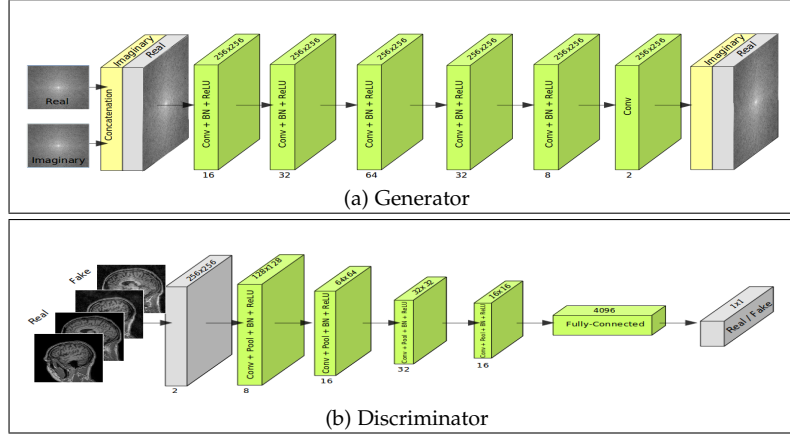 Real
Imaginary
Concatenation
Imaginary
Real
256x256
Conv + BN + ReLU
16
256x256
Conv + BN + ReLU
32
256x256
Conv + BN + ReLU
64
256x256
Conv + BN + ReLU
32
256x256
Conv + BN + ReLU
8
256x256
Conv
2
Imaginary
Real
(a) Generator
Real
Fake
256x256
2
128x128
Conv + Pool + BN + ReLU
8
64x64
Conv + Pool + BN + ReLU
16
32x32
Conv + Pool + BN + ReLU
32
16x16
Conv + Pool + BN + ReLU
16
4096
Fully-Connected
1x1
Real / Fake
(b) Discriminator